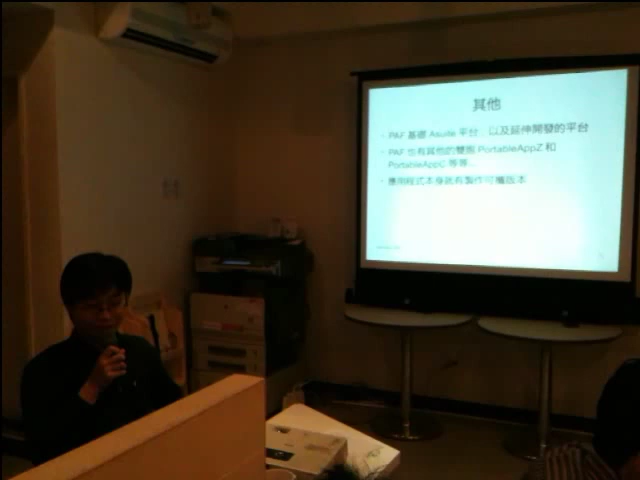 其他
PAF 基礎 Asuite 平台，以及延伸開發的平台
PAF 也有其他的雙胞 PortableAppZ 和
PortableAppC 等等...
應用程式本身就有製作可攜版本